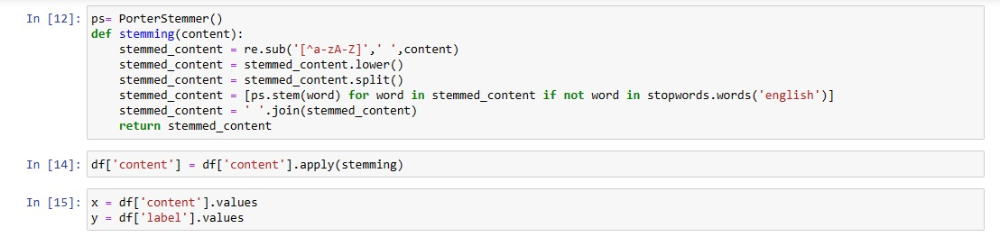 In [12]: ps= PorterStemmer()
def stemming(content):
    stemmed_content = re.sub('[^a-zA-Z]',' ',content)
    stemmed_content = stemmed_content.lower()
    stemmed_content = stemmed_content.split()
    stemmed_content = [ps.stem(word) for word in stemmed_content if not word in stopwords.words('english')]
    stemmed_content = ' '.join(stemmed_content)
    return stemmed_content
In [14]: df['content'] = df['content'].apply(stemming)
In [15]: x = df['content'].values
y = df['label'].values